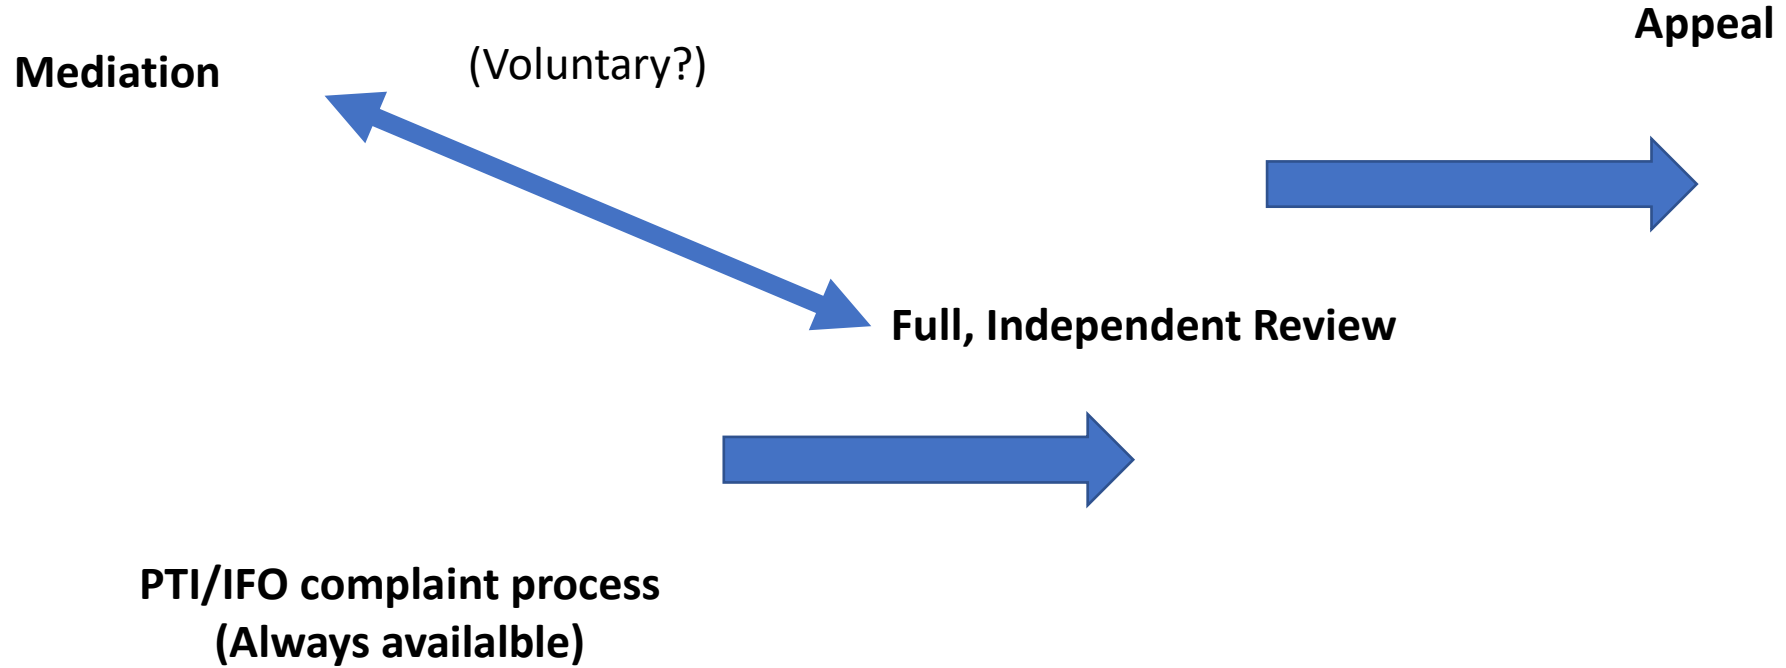 Appeal
Mediation
(Voluntary?)
Full, Independent Review
PTI/IFO complaint process
(Always availalble)